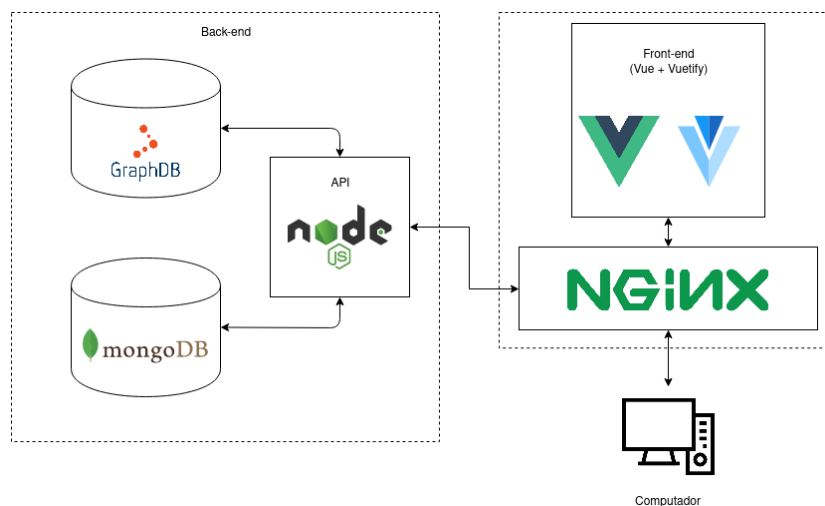 Back-end
GraphDB
mongoDB
API
node
JS
Front-end
(Vue + Vuetify)
NGiNX
Computador